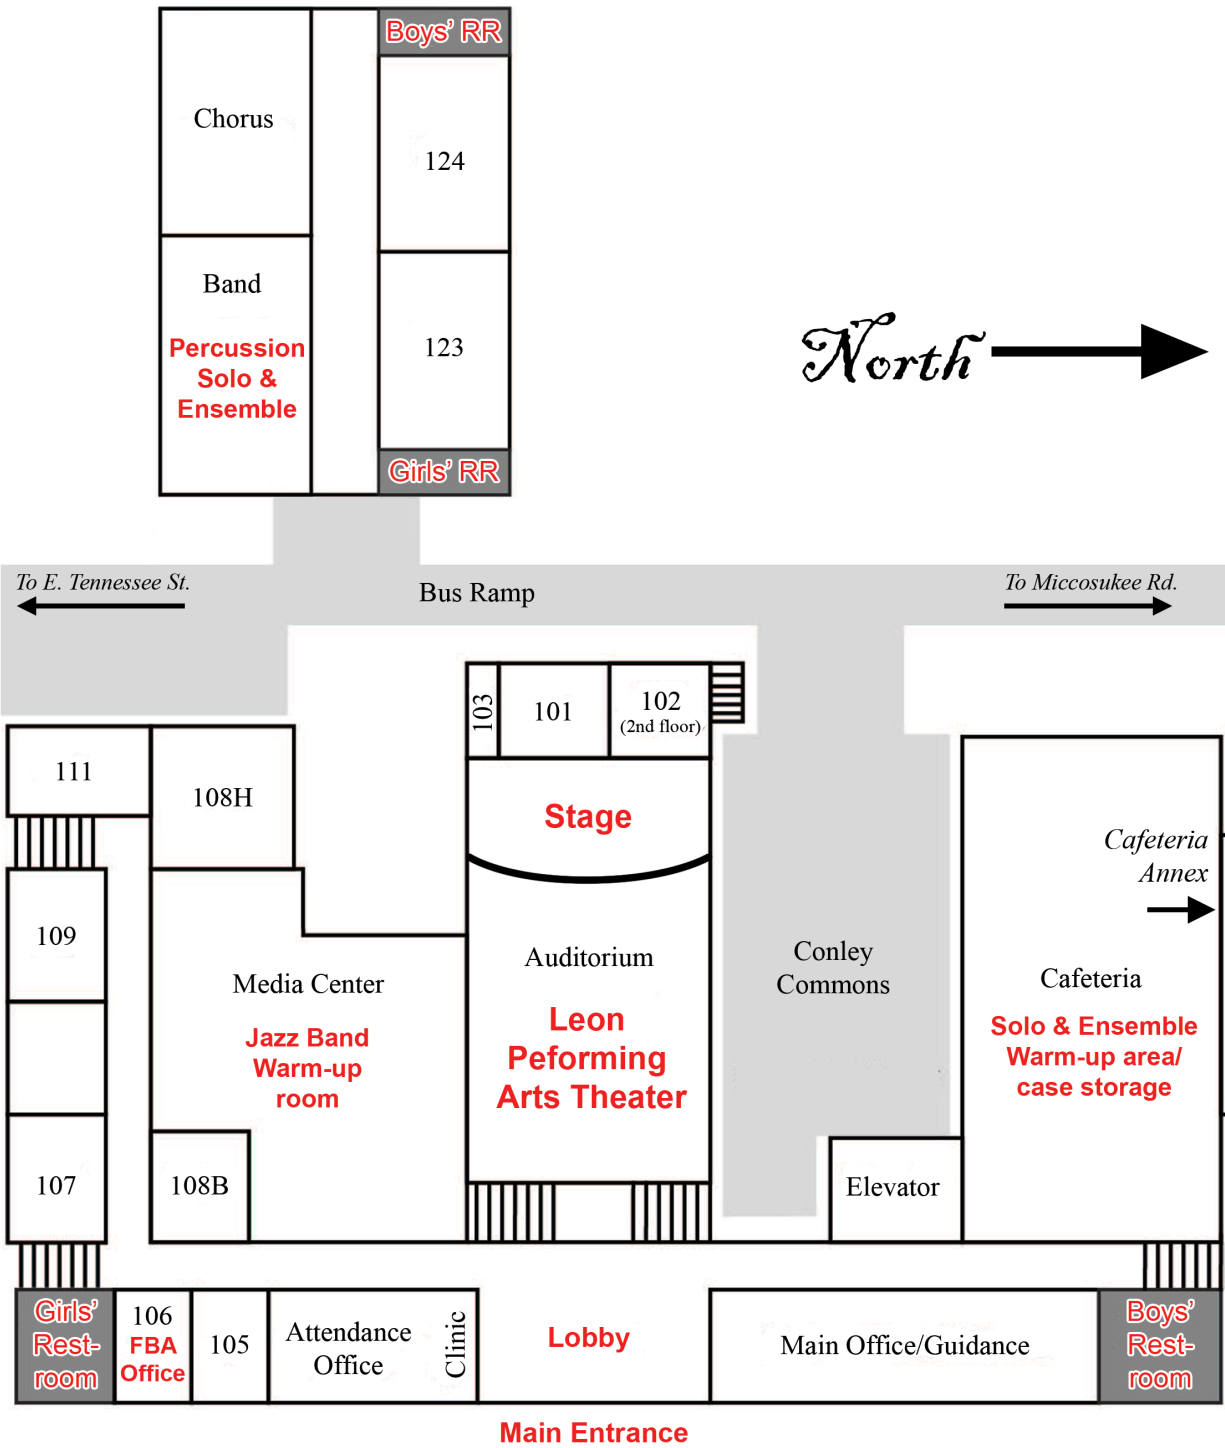 Boys' RR
Chorus
124
Band
Percussion
Solo &
Ensemble
123
Girls' RR
North
To E. Tennessee St.
Bus Ramp
To Miccosukee Rd.
103
101
102
(2nd floor)
111
108H
Stage
Cafeteria
Annex
109
Media Center
Jazz Band
Warm-up
room
Auditorium
Leon
Peforming
Arts Theater
Conley
Commons
Cafeteria
Solo & Ensemble
Warm-up area/
case storage
107
108B
Elevator
Girls'
Rest-
room
106
FBA
Office
105
Attendance
Office
Clinic
Lobby
Main Office/Guidance
Boys'
Rest-
room
Main Entrance